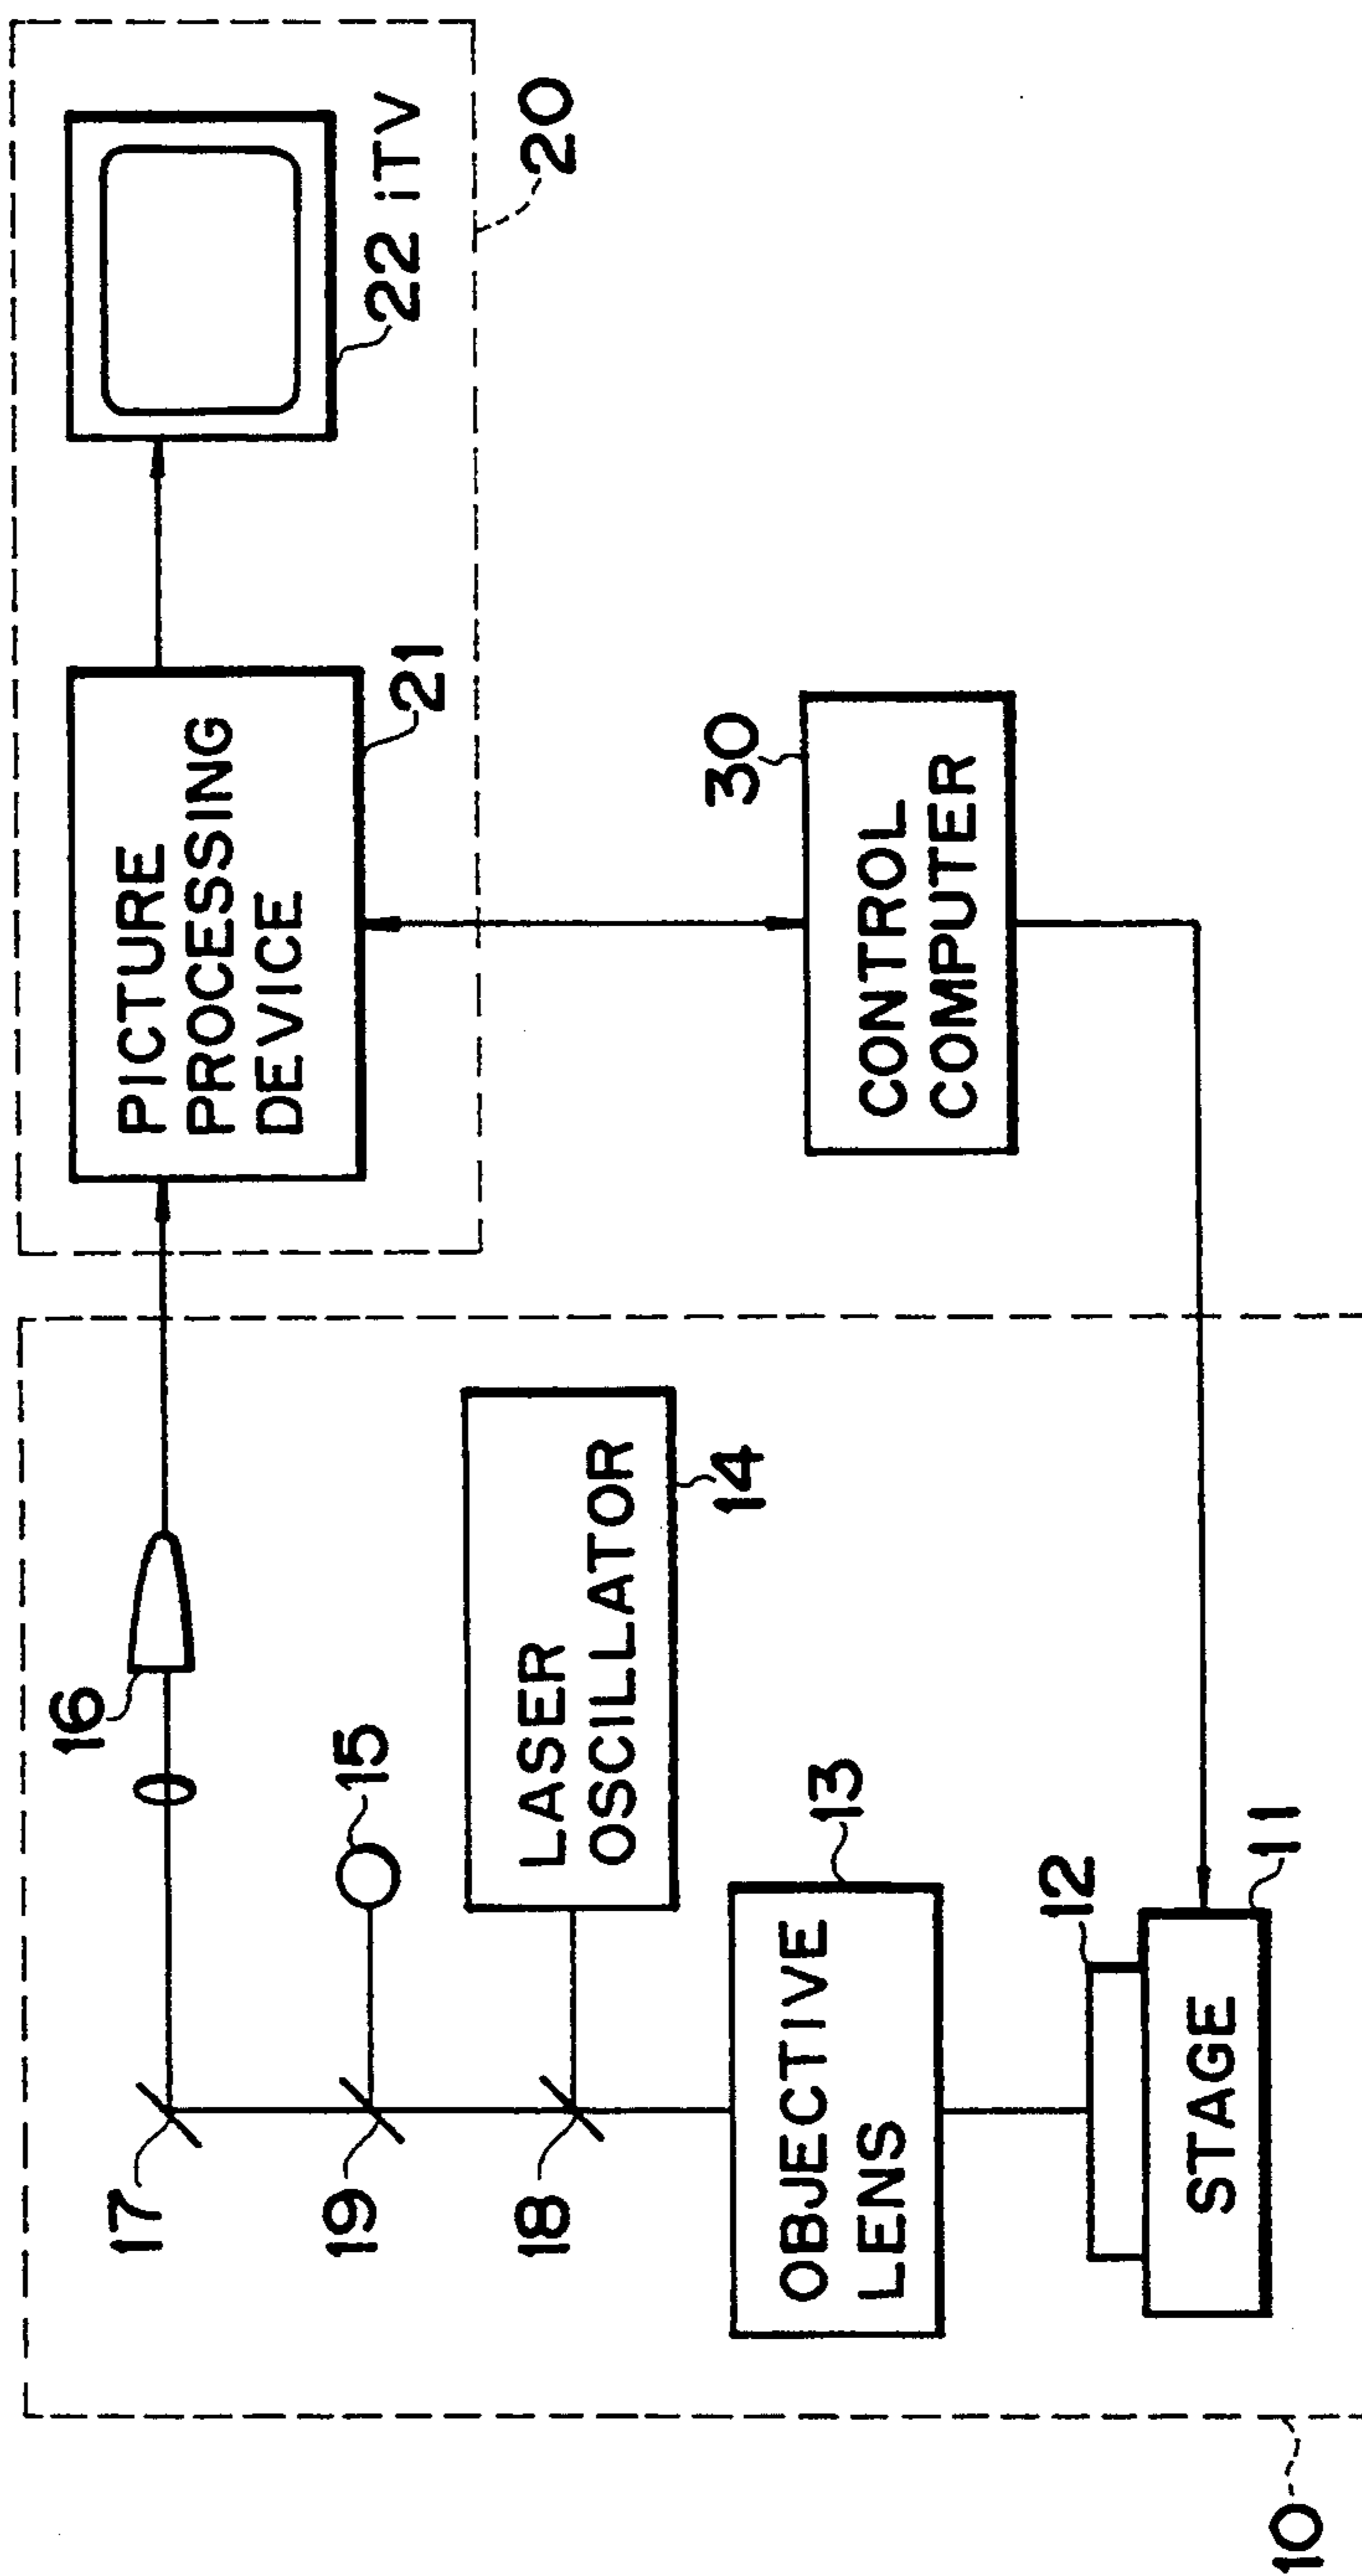 16
17
15
19
LASER
OSCILLATOR
14
18
OBJECTIVE
LENS
13
12
STAGE
11
10
PICTURE
PROCESSING
DEVICE
21
22 iTV
20
30
CONTROL
COMPUTER